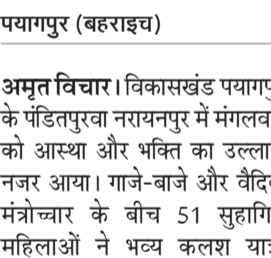 पयागपुर (बहराइच)
अमृत विचार। विकासखंड
के पंडितपुरवा नरायनपुर में
को आस्था और भक्ति का
नजर आया। गाजे-बाजे और
मंत्रोच्चार के बीच 51
महिलाओं ने भव्य कलश